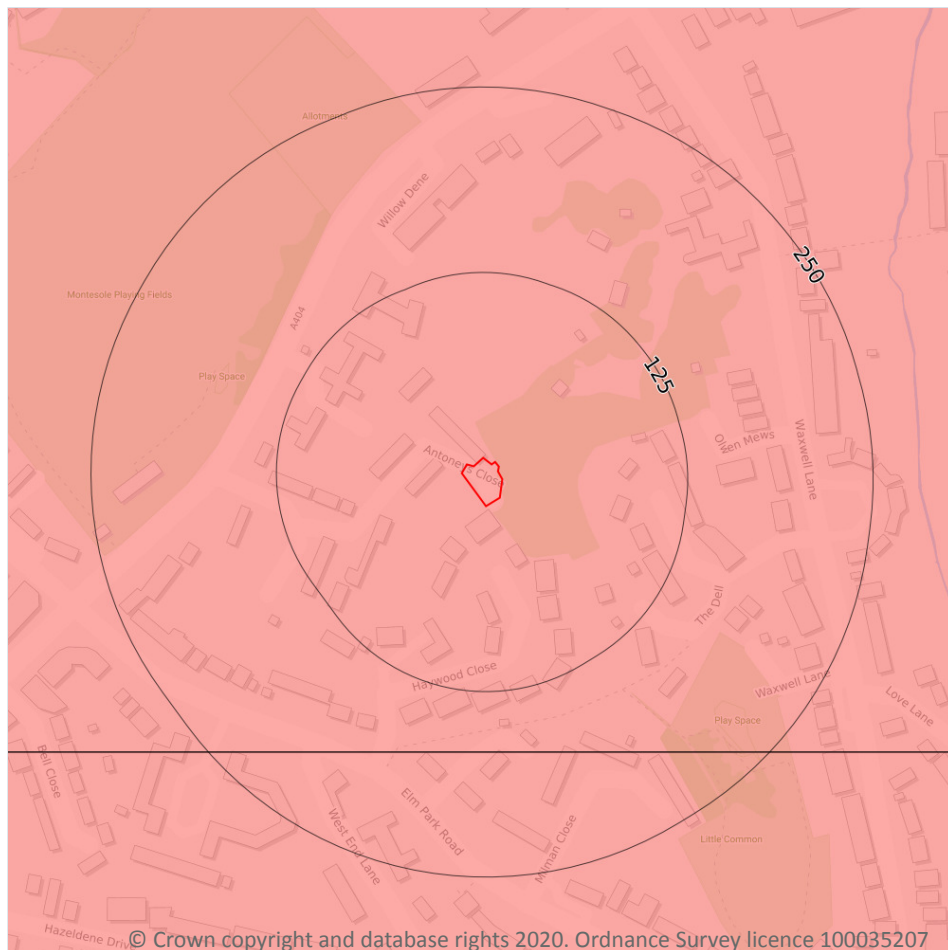 Allotments
Willow Dene
250
Montesole Playing Fields
A404
125
Play Space
Antoneys Close
Olven Mews
Waxwell Lane
The Dell
Haywood Close
Waxwell Lane
Love Lane
Play Space
Bell Close
Elm Park Road
West End Lane
Milman Close
Little Common
Hazeldene Drive
© Crown copyright and database rights 2020. Ordnance Survey licence 100035207